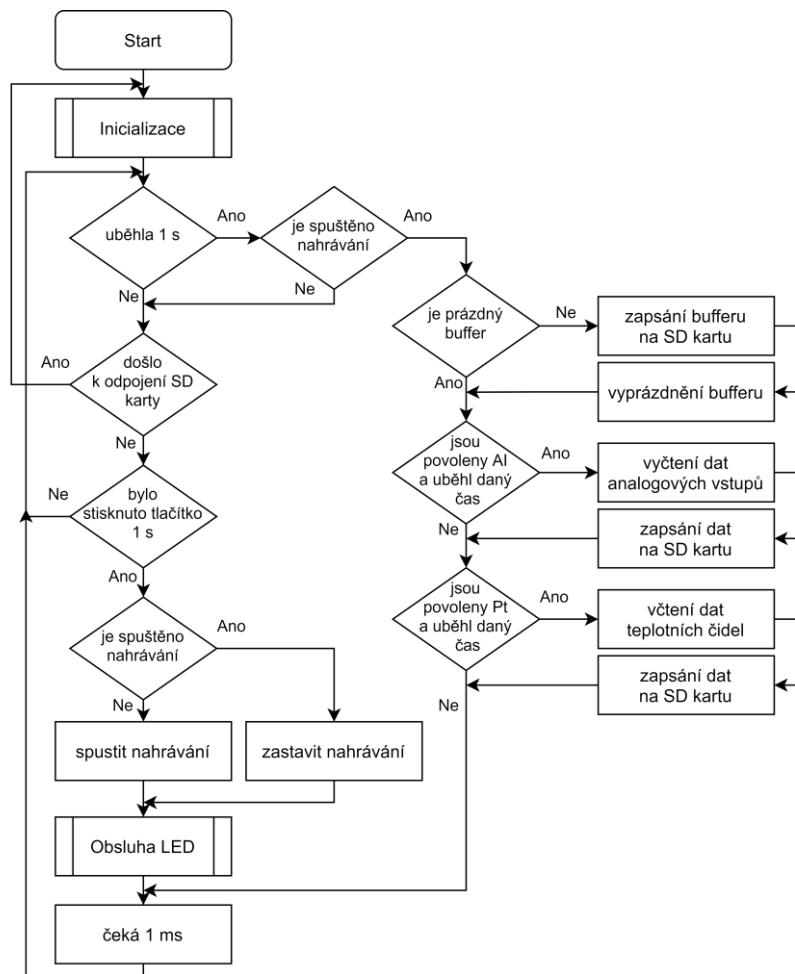 Start
Inicializace
uběhla 1 s
Ano
je spuštěno
nahrávání
Ano
Ne
Ne
je prázdný
buffer
Ne
zapsání bufferu
na SD kartu
Ano
došlo
k odpojení SD
karty
Ano
vyprázdnění bufferu
Ne
jsou
povoleny AI
a uběhl daný
čas
Ano
vyčtení dat
analogových vstupů
Ne
bylo
stisknuto tlačítko
1 s
Ne
zapsání dat
na SD kartu
Ano
jsou
povoleny Pt
a uběhl daný
čas
Ano
včtení dat
teplotních čidel
je spuštěno
nahrávání
Ano
Ne
zapsání dat
na SD kartu
Ne
spustit nahrávání
zastavit nahrávání
Obsluha LED
čeká 1 ms